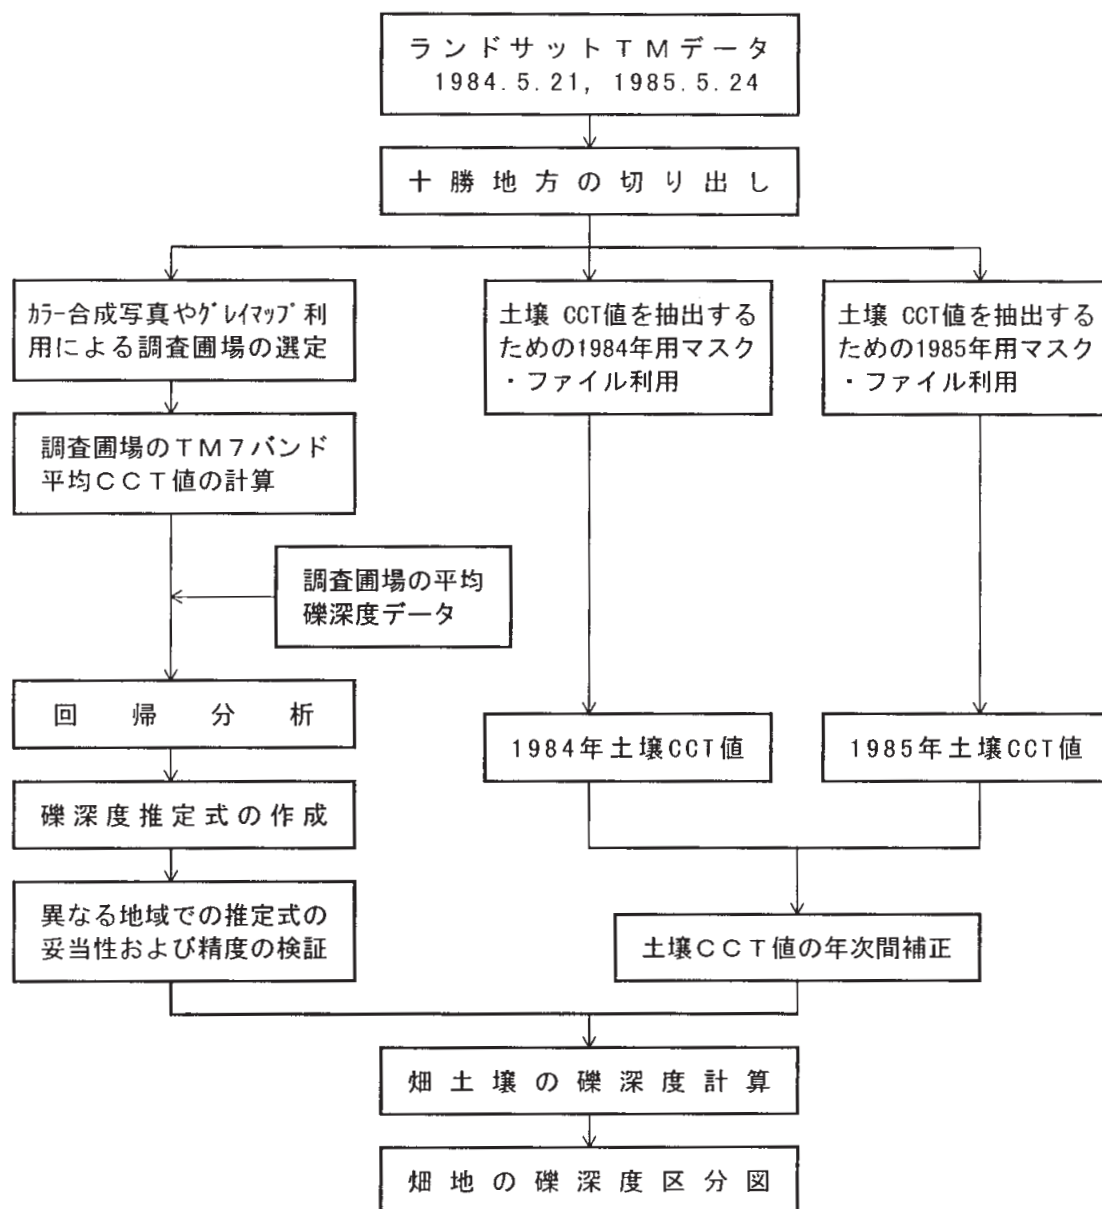 ランドサットTMデータ
1984.5.21, 1985.5.24
十勝地方の切り出し
カラー合成写真やグレイマップ利
用による調査圃場の選定
土壌 CCT値を抽出する
ための1984年用マスク
・ファイル利用
土壌 CCT値を抽出する
ための1985年用マスク
・ファイル利用
調査圃場のTM7バンド
平均CCT値の計算
調査圃場の平均
礫深度データ
回帰分析
1984年土壌CCT値
1985年土壌CCT値
礫深度推定式の作成
異なる地域での推定式の
妥当性および精度の検証
土壌CCT値の年次間補正
畑土壌の礫深度計算
畑地の礫深度区分図